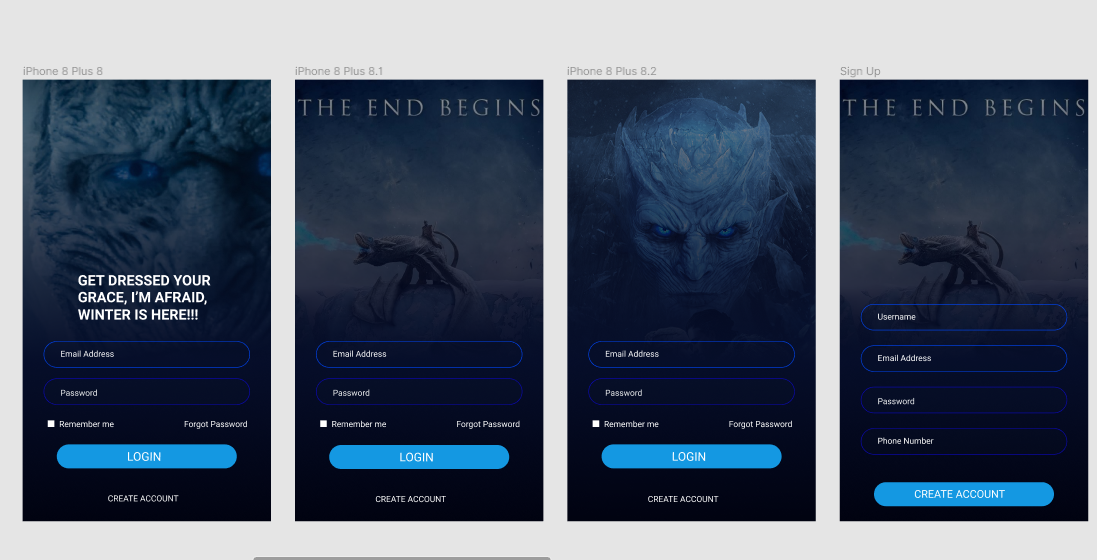 iPhone 8 Plus 8
GET DRESSED YOUR
GRACE, I'M AFRAID,
WINTER IS HERE!!!
Email Address
Password
Remember me
Forgot Password
LOGIN
CREATE ACCOUNT
iPhone 8 Plus 8.1
THE END BEGINS
Email Address
Password
Remember me
Forgot Password
LOGIN
CREATE ACCOUNT
iPhone 8 Plus 8.2
Email Address
Password
Remember me
Forgot Password
LOGIN
CREATE ACCOUNT
Sign Up
THE END BEGINS
Username
Email Address
Password
Phone Number
CREATE ACCOUNT